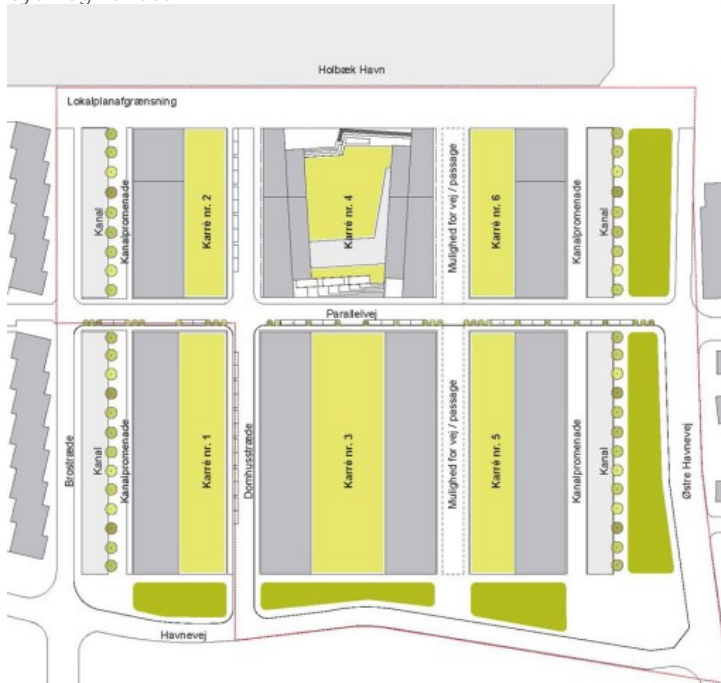 Holbæk Havn
Lokalplanafgrænsning
Kanal
Kanalpromenade
Karré nr. 2
Karré nr. 4
Mulighed for vej / passage
Karré nr. 6
Kanalpromenade
Kanal
Parallelvej
Brostræde
Kanal
Kanalpromenade
Karré nr. 1
Domhusstræde
Karré nr. 3
Mulighed for vej / passage
Karré nr. 5
Kanalpromenade
Kanal
Østre Havnevej
Havnevej